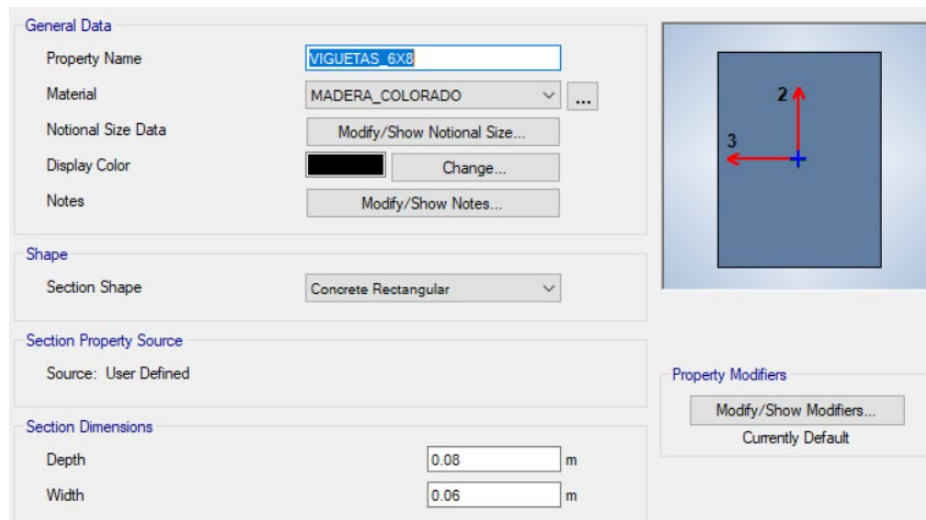 General Data
Property Name VIGUETAS_6X8
Material MADERA_COLORADO ...
Notional Size Data Modify/Show Notional Size...
Display Color Change...
Notes Modify/Show Notes...
2
3
Shape
Section Shape Concrete Rectangular
Section Property Source
Source: User Defined
Property Modifiers
Modify/Show Modifiers...
Currently Default
Section Dimensions
Depth 0.08 m
Width 0.06 m